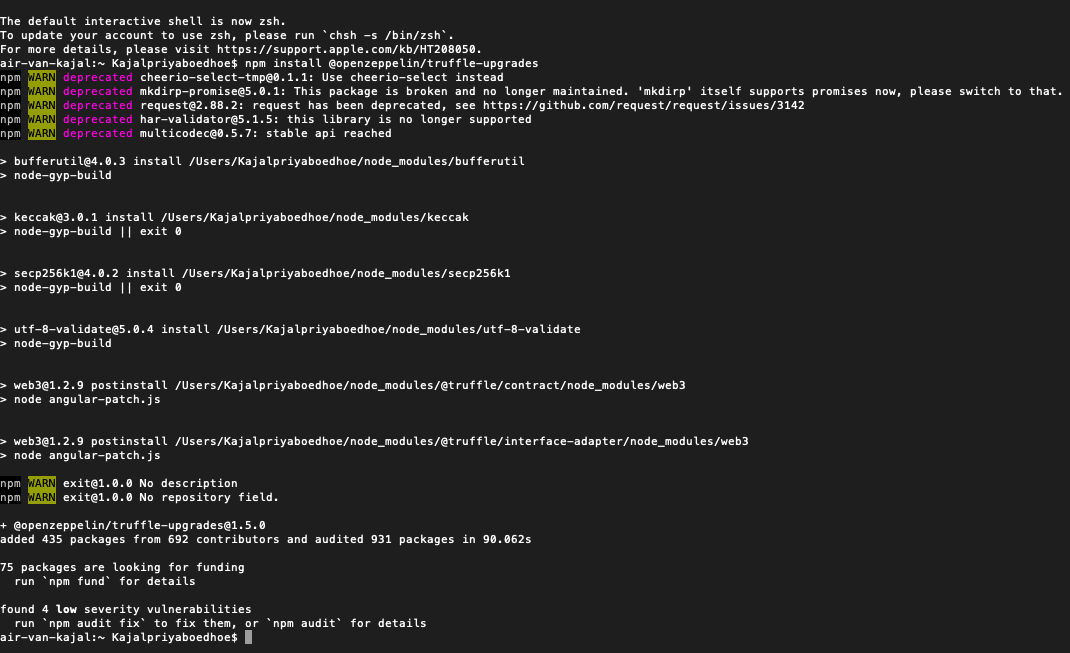 The default interactive shell is now zsh.
To update your account to use zsh, please run `chsh -s /bin/zsh`.
For more details, please visit https://support.apple.com/kb/HT208050.
air-van-kajal:~ Kajalpriyaboedhoe$ npm install @openzeppelin/truffle-upgrades
npm WARN deprecated cheerio-select-tmp@0.1.1: Use cheerio-select instead
npm WARN deprecated mkdirp-promise@5.0.1: This package is broken and no longer maintained. 'mkdirp' itself supports promises now, please switch to that.
npm WARN deprecated request@2.88.2: request has been deprecated, see https://github.com/request/request/issues/3142
npm WARN deprecated har-validator@5.1.5: this library is no longer supported
npm WARN deprecated multicodec@0.5.7: stable api reached
> bufferutil@4.0.3 install /Users/Kajalpriyaboedhoe/node_modules/bufferutil
> node-gyp-build
> keccak@3.0.1 install /Users/Kajalpriyaboedhoe/node_modules/keccak
> node-gyp-build || exit 0
> secp256k1@4.0.2 install /Users/Kajalpriyaboedhoe/node_modules/secp256k1
> node-gyp-build || exit 0
> utf-8-validate@5.0.4 install /Users/Kajalpriyaboedhoe/node_modules/utf-8-validate
> node-gyp-build
> web3@1.2.9 postinstall /Users/Kajalpriyaboedhoe/node_modules/@truffle/contract/node_modules/web3
> node angular-patch.js
> web3@1.2.9 postinstall /Users/Kajalpriyaboedhoe/node_modules/@truffle/interface-adapter/node_modules/web3
> node angular-patch.js
npm WARN exit@1.0.0 No description
npm WARN exit@1.0.0 No repository field.
+ @openzeppelin/truffle-upgrades@1.5.0
added 435 packages from 692 contributors and audited 931 packages in 90.062s
75 packages are looking for funding
  run `npm fund` for details
found 4 low severity vulnerabilities
  run `npm audit fix` to fix them, or `npm audit` for details
air-van-kajal:~ Kajalpriyaboedhoe$